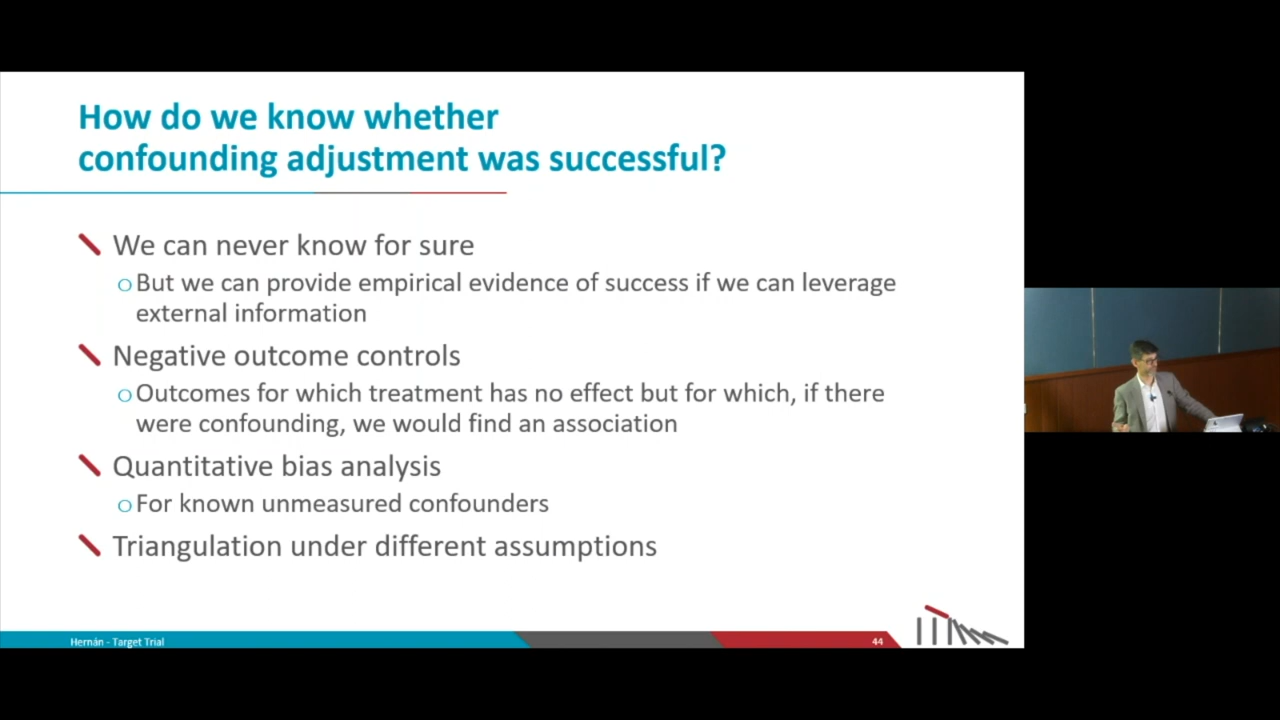 How do we know whether
confounding adjustment was successful?
We can never know for sure
But we can provide empirical evidence of success if we can leverage
external information
Negative outcome controls
Outcomes for which treatment has no effect but for which, if there
were confounding, we would find an association
Quantitative bias analysis
For known unmeasured confounders
Triangulation under different assumptions
Hernán - Target Trial
44